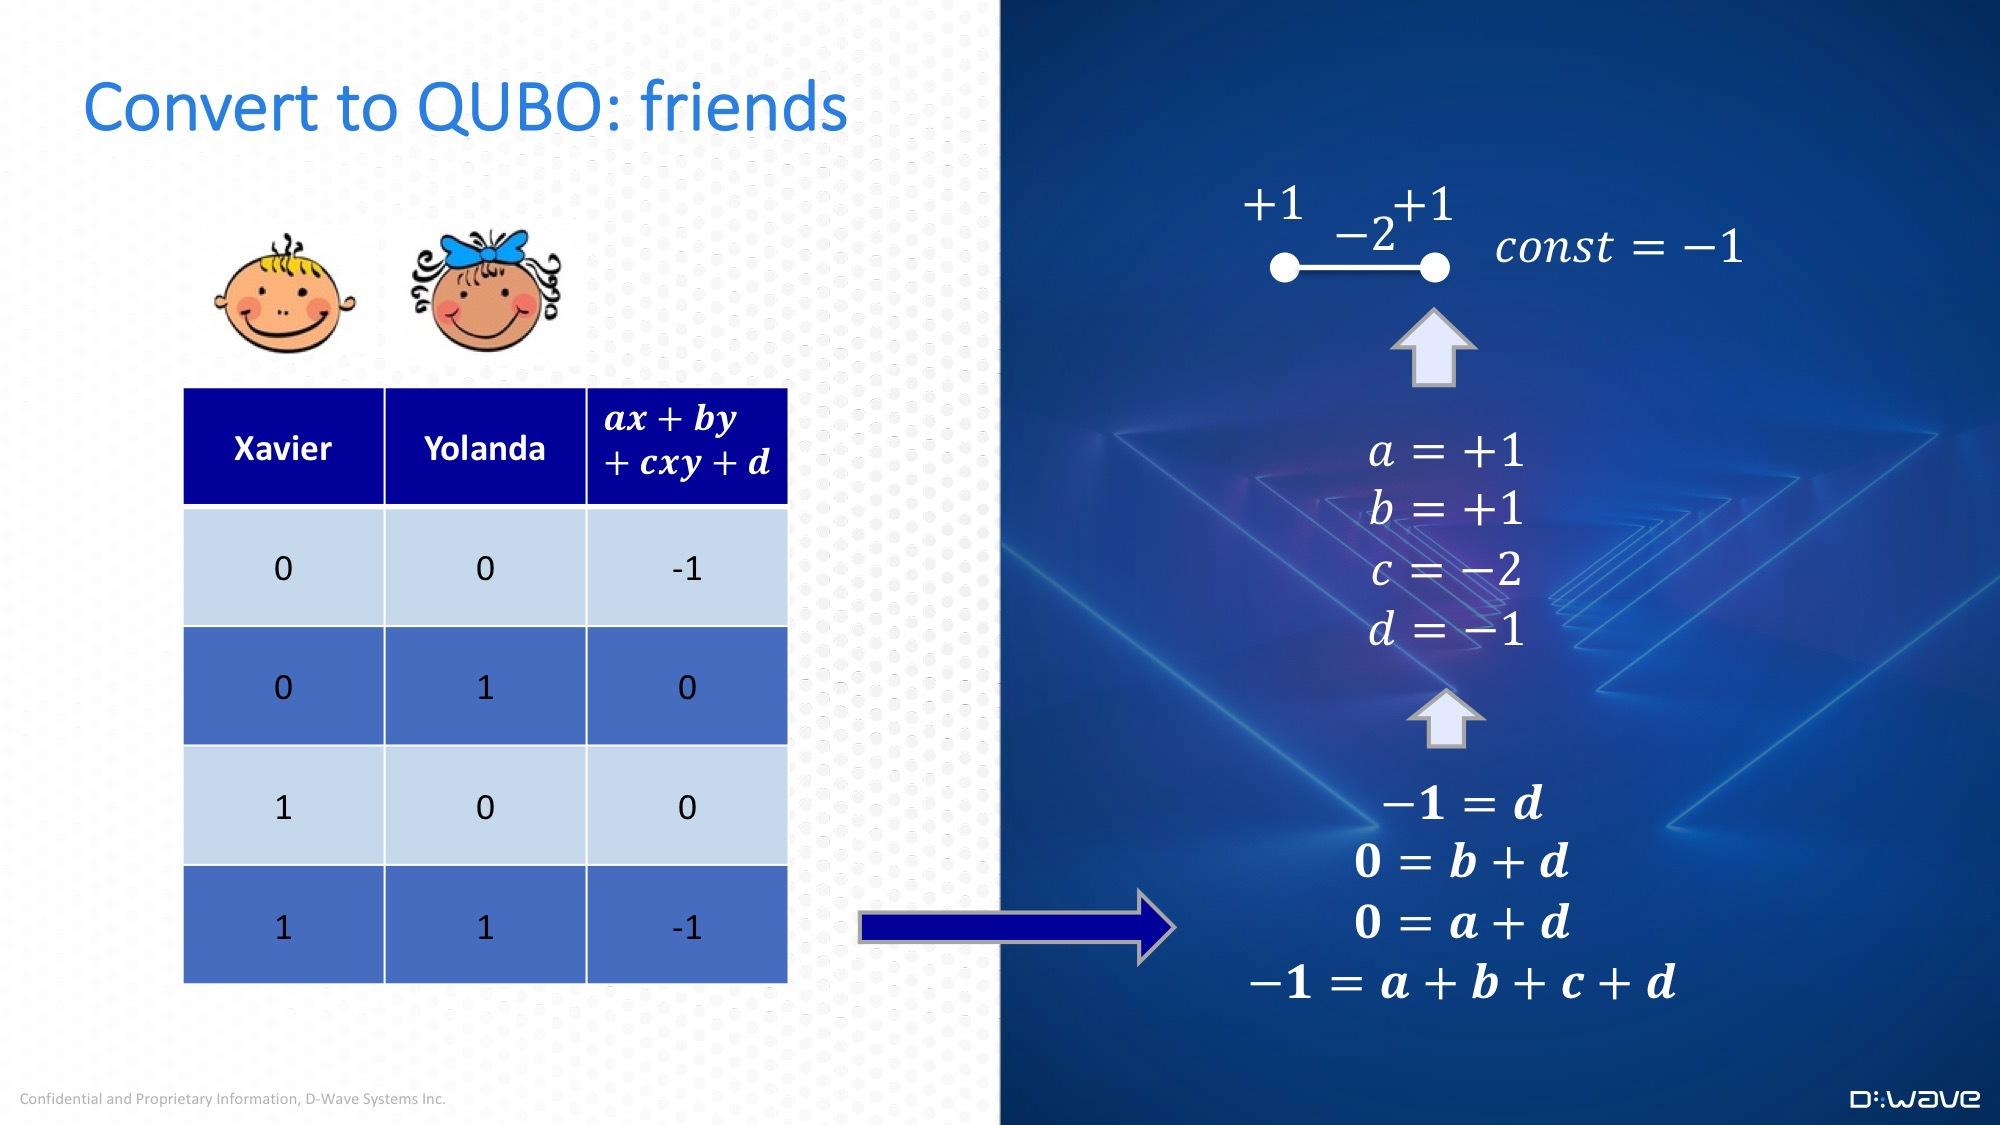 Convert to QUBO: friends
Xavier Yolanda ax + by
+ cxy + d
0 0 -1
0 1 0
1 0 0
1 1 -1
+1 +1
−2
const = −1
a = +1
b = +1
c = −2
d = −1
−1 = d
0 = b + d
0 = a + d
−1 = a + b + c + d
Confidential and Proprietary Information, D-Wave Systems Inc.
D:Wave